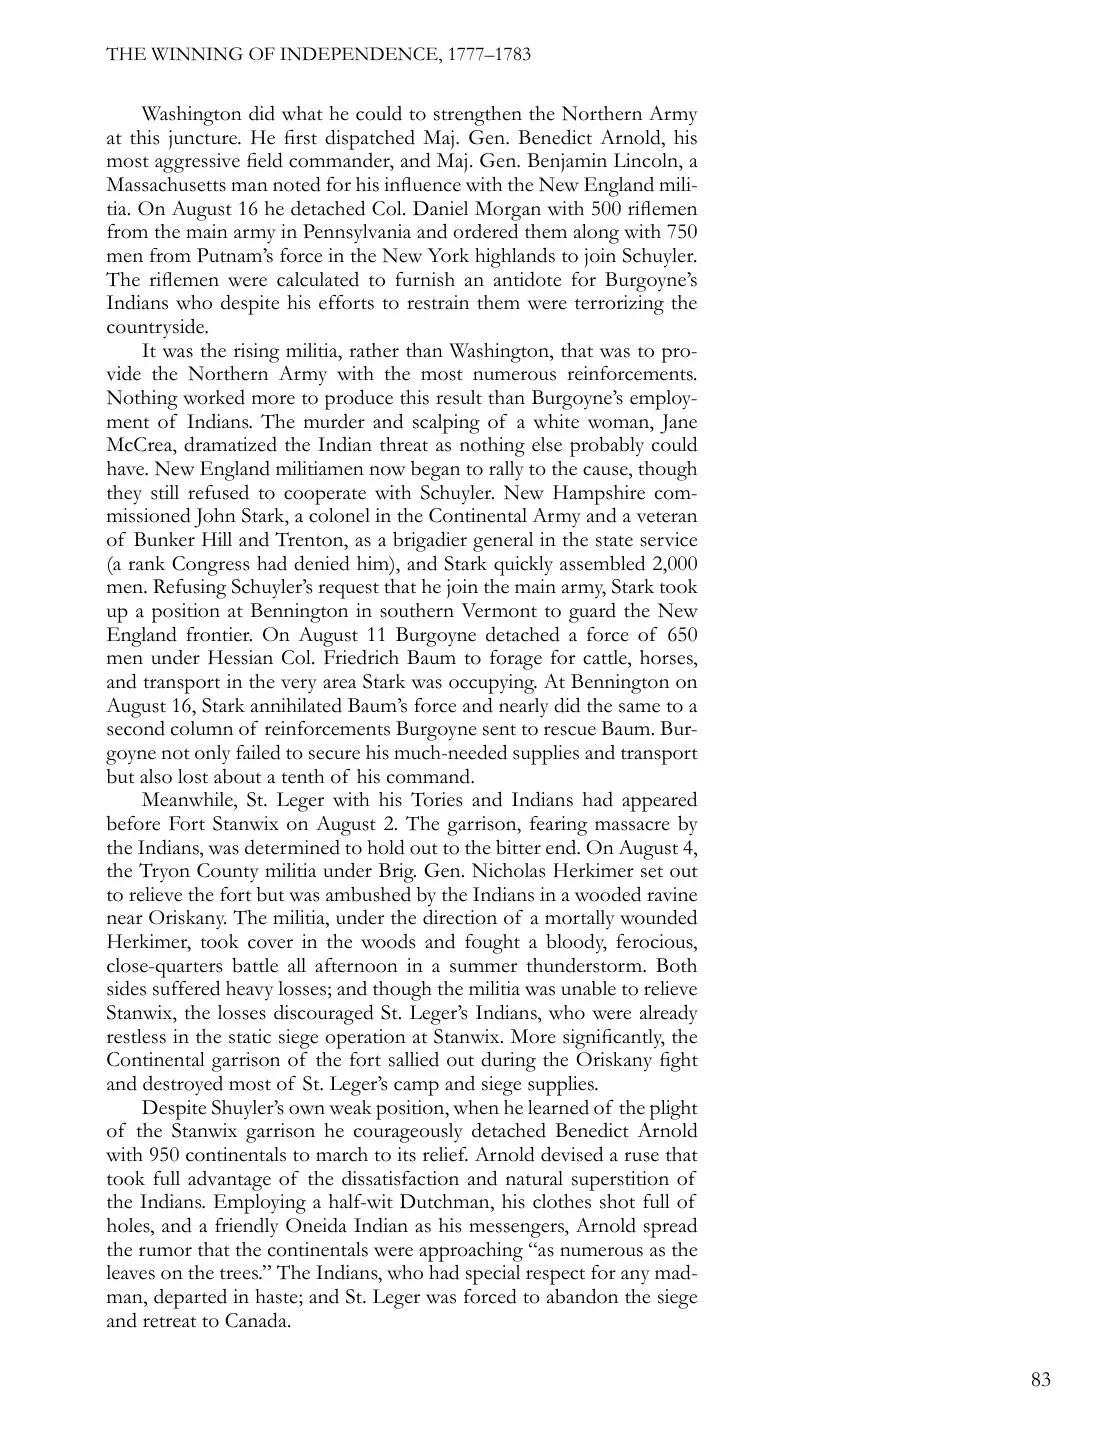 THE WINNING OF INDEPENDENCE, 1777–1783
Washington did what he could to strengthen the Northern Army
at this juncture. He first dispatched Maj. Gen. Benedict Arnold, his
most aggressive field commander, and Maj. Gen. Benjamin Lincoln, a
Massachusetts man noted for his influence with the New England mili-
tia. On August 16 he detached Col. Daniel Morgan with 500 riflemen
from the main army in Pennsylvania and ordered them along with 750
men from Putnam’s force in the New York highlands to join Schuyler.
The riflemen were calculated to furnish an antidote for Burgoyne’s
Indians who despite his efforts to restrain them were terrorizing the
countryside.
It was the rising militia, rather than Washington, that was to pro-
vide the Northern Army with the most numerous reinforcements.
Nothing worked more to produce this result than Burgoyne’s employ-
ment of Indians. The murder and scalping of a white woman, Jane
McCrea, dramatized the Indian threat as nothing else probably could
have. New England militiamen now began to rally to the cause, though
they still refused to cooperate with Schuyler. New Hampshire com-
missioned John Stark, a colonel in the Continental Army and a veteran
of Bunker Hill and Trenton, as a brigadier general in the state service
(a rank Congress had denied him), and Stark quickly assembled 2,000
men. Refusing Schuyler’s request that he join the main army, Stark took
up a position at Bennington in southern Vermont to guard the New
England frontier. On August 11 Burgoyne detached a force of 650
men under Hessian Col. Friedrich Baum to forage for cattle, horses,
and transport in the very area Stark was occupying. At Bennington on
August 16, Stark annihilated Baum’s force and nearly did the same to a
second column of reinforcements Burgoyne sent to rescue Baum. Bur-
goyne not only failed to secure his much-needed supplies and transport
but also lost about a tenth of his command.
Meanwhile, St. Leger with his Tories and Indians had appeared
before Fort Stanwix on August 2. The garrison, fearing massacre by
the Indians, was determined to hold out to the bitter end. On August 4,
the Tryon County militia under Brig. Gen. Nicholas Herkimer set out
to relieve the fort but was ambushed by the Indians in a wooded ravine
near Oriskany. The militia, under the direction of a mortally wounded
Herkimer, took cover in the woods and fought a bloody, ferocious,
close-quarters battle all afternoon in a summer thunderstorm. Both
sides suffered heavy losses; and though the militia was unable to relieve
Stanwix, the losses discouraged St. Leger’s Indians, who were already
restless in the static siege operation at Stanwix. More significantly, the
Continental garrison of the fort sallied out during the Oriskany fight
and destroyed most of St. Leger’s camp and siege supplies.
Despite Shuyler’s own weak position, when he learned of the plight
of the Stanwix garrison he courageously detached Benedict Arnold
with 950 continentals to march to its relief. Arnold devised a ruse that
took full advantage of the dissatisfaction and natural superstition of
the Indians. Employing a half-wit Dutchman, his clothes shot full of
holes, and a friendly Oneida Indian as his messengers, Arnold spread
the rumor that the continentals were approaching “as numerous as the
leaves on the trees.” The Indians, who had special respect for any mad-
man, departed in haste; and St. Leger was forced to abandon the siege
and retreat to Canada.
83